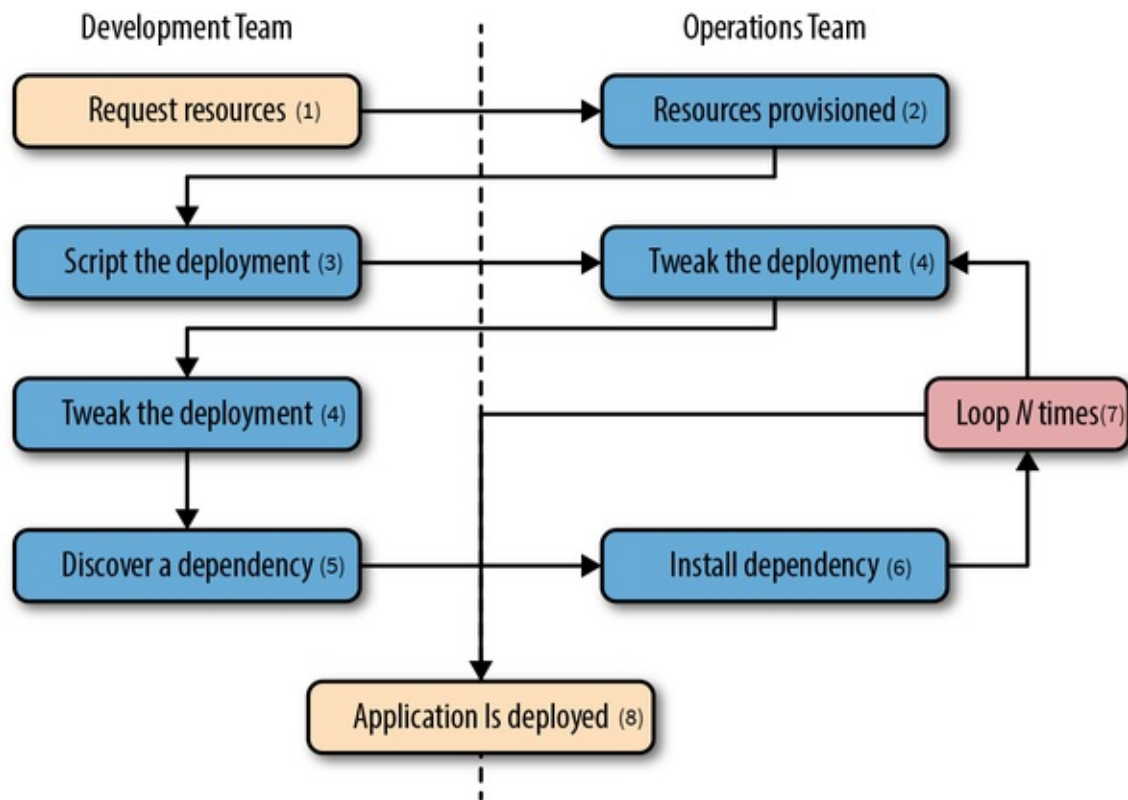 Development Team
Operations Team
Request resources (1)
Resources provisioned (2)
Script the deployment (3)
Tweak the deployment (4)
Tweak the deployment (4)
Loop N times(7)
Discover a dependency (5)
Install dependency (6)
Application Is deployed (8)